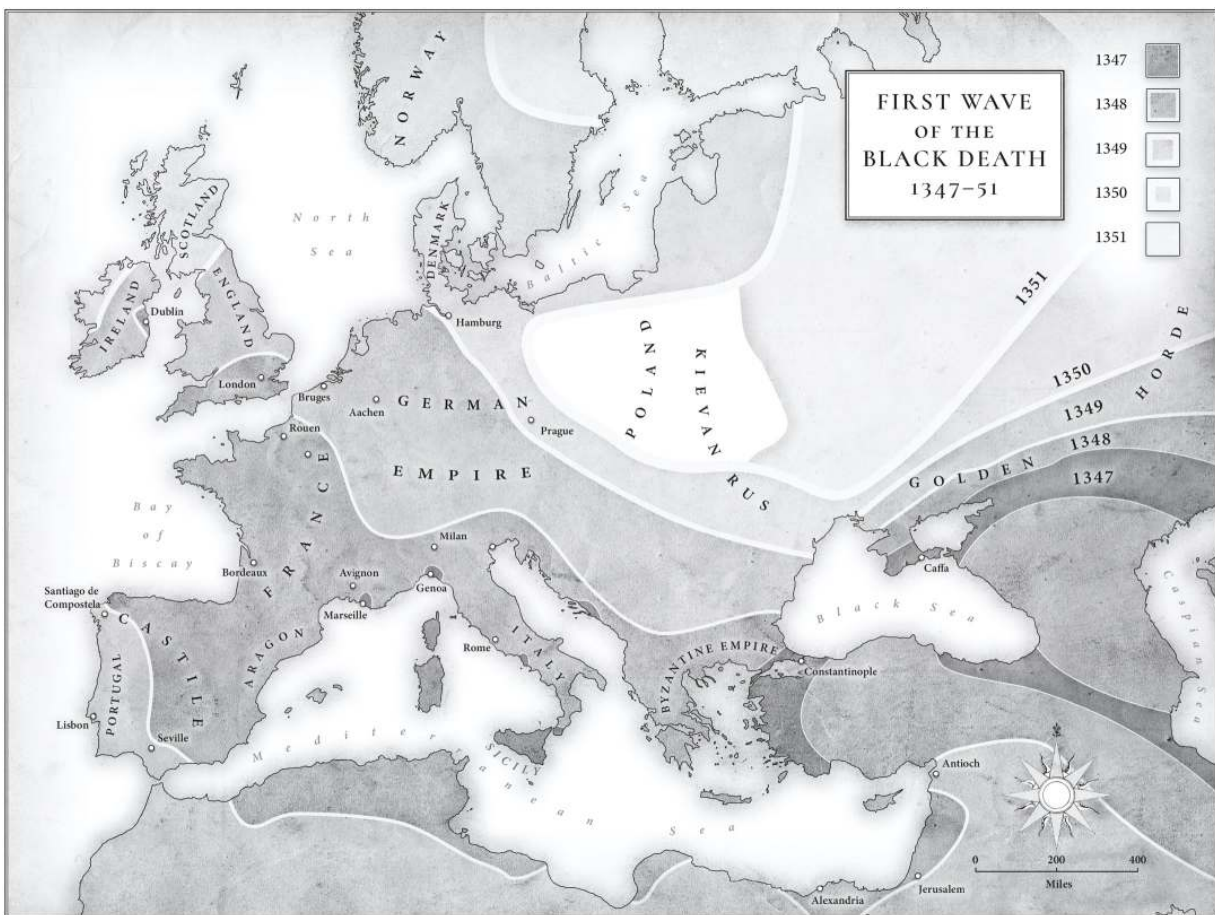 FIRST WAVE
OF THE
BLACK DEATH
1347–51
1347
1348
1349
1350
1351
NORWAY
SCOTLAND
North
Sea
DENMARK
Baltic Sea
IRELAND
Dublin
ENGLAND
London
Hamburg
Bruges
Aachen
GERMAN
EMPIRE
Prague
POLAND
KIEVAN RUS
1351
1350
1349
1348
1347
GOLDEN HORDE
Rouen
FRANCE
Bay
of
Biscay
Bordeaux
Milan
Avignon
Genoa
Marseille
Santiago de
Compostela
CASTILE
ARAGON
PORTUGAL
Lisbon
Seville
Rome
ITALY
SICILY
Mediterranean Sea
BYZANTINE EMPIRE
Constantinople
Black Sea
Caffa
Caspian Sea
Antioch
Jerusalem
Alexandria
0 200 400
Miles